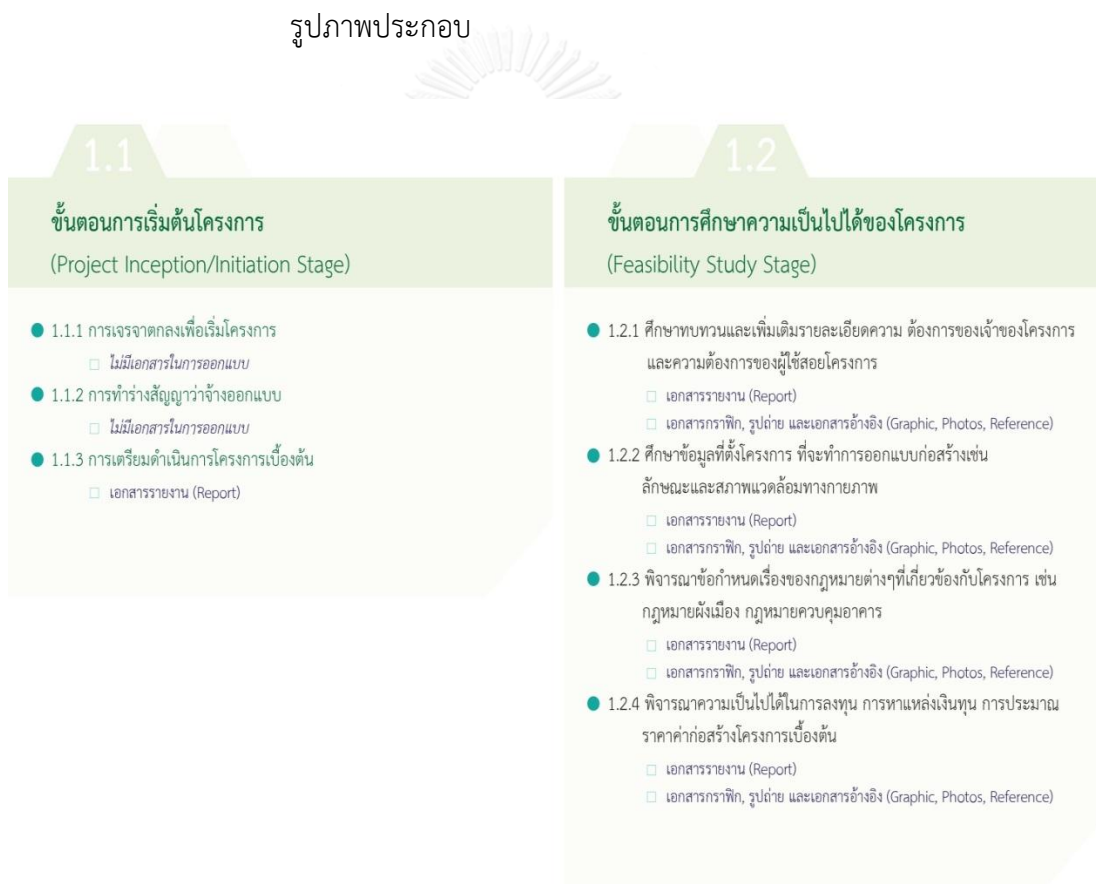 รูปภาพประกอบ
1.1
ขั้นตอนการเริ่มต้นโครงการ
(Project Inception/Initiation Stage)
1.1.1 การเจรจาตกลงเพื่อเริ่มโครงการ
ไม่มีเอกสารในการออกแบบ
1.1.2 การทำร่างสัญญาว่าจ้างออกแบบ
ไม่มีเอกสารในการออกแบบ
1.1.3 การเตรียมดำเนินการโครงการเบื้องต้น
เอกสารรายงาน (Report)
1.2
ขั้นตอนการศึกษาความเป็นไปได้ของโครงการ
(Feasibility Study Stage)
1.2.1 ศึกษาทบทวนและเพิ่มเติมรายละเอียดความ ต้องการของเจ้าของโครงการ
และความต้องการของผู้ใช้สอยโครงการ
เอกสารรายงาน (Report)
เอกสารกราฟิก, รูปถ่าย และเอกสารอ้างอิง (Graphic, Photos, Reference)
1.2.2 ศึกษาข้อมูลที่ตั้งโครงการ ที่จะทำการออกแบบก่อสร้างเช่น
ลักษณะและสภาพแวดล้อมทางกายภาพ
เอกสารรายงาน (Report)
เอกสารกราฟิก, รูปถ่าย และเอกสารอ้างอิง (Graphic, Photos, Reference)
1.2.3 พิจารณาข้อกำหนดเรื่องของกฎหมายต่างๆที่เกี่ยวข้องกับโครงการ เช่น
กฎหมายผังเมือง กฎหมายควบคุมอาคาร
เอกสารรายงาน (Report)
เอกสารกราฟิก, รูปถ่าย และเอกสารอ้างอิง (Graphic, Photos, Reference)
1.2.4 พิจารณาความเป็นไปได้ในการลงทุน การหาแหล่งเงินทุน การประมาณ
ราคาค่าก่อสร้างโครงการเบื้องต้น
เอกสารรายงาน (Report)
เอกสารกราฟิก, รูปถ่าย และเอกสารอ้างอิง (Graphic, Photos, Reference)